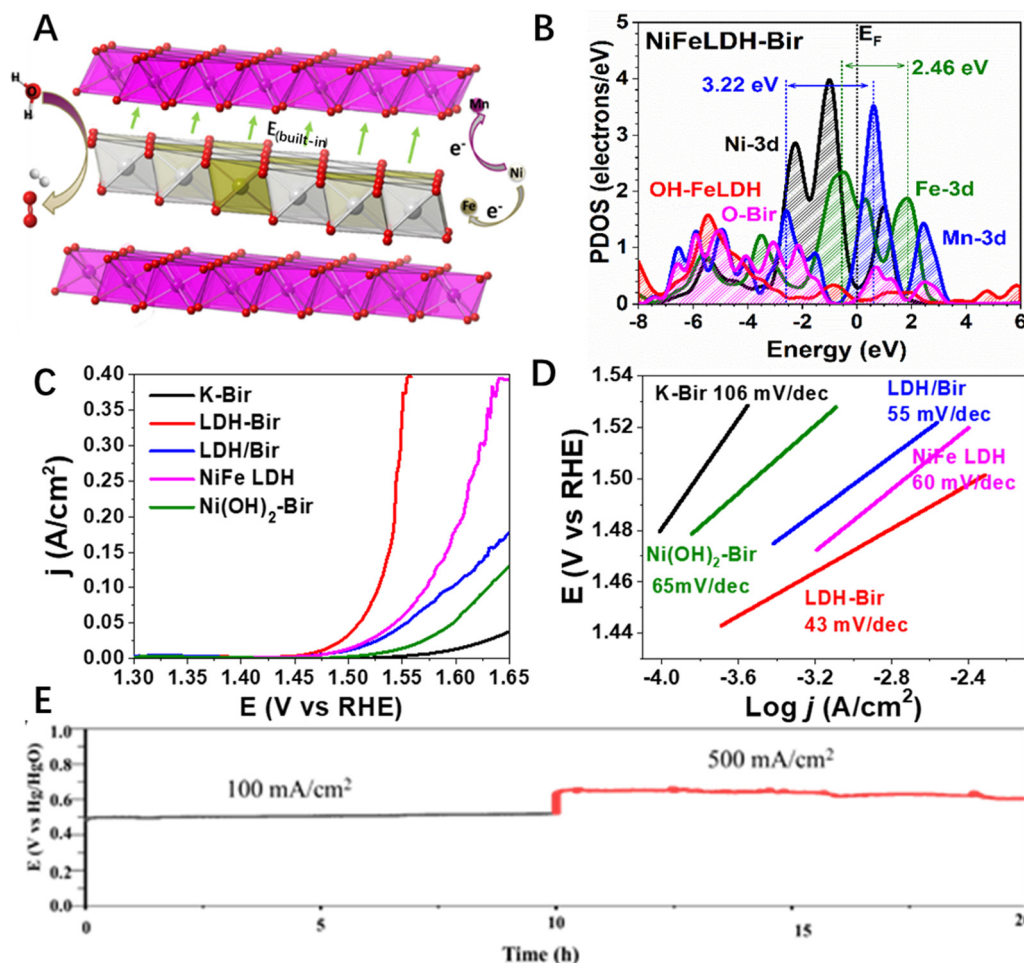 A
H
O
H
E(built-in)
Mn
e-
Ni
Fe
e-
B
NiFeLDH-Bir
EF
2.46 eV
3.22 eV
Ni-3d
OH-FeLDH
O-Bir
Fe-3d
Mn-3d
PDOS (electrons/eV)
5
4
3
2
1
0
-8 -6 -4 -2 0 2 4 6
Energy (eV)
C
K-Bir
LDH-Bir
LDH/Bir
NiFe LDH
Ni(OH)2-Bir
j (A/cm2)
0.40
0.35
0.30
0.25
0.20
0.15
0.10
0.05
0.00
1.30 1.35 1.40 1.45 1.50 1.55 1.60 1.65
E (V vs RHE)
D
K-Bir 106 mV/dec
LDH/Bir
55 mV/dec
NiFe LDH
60 mV/dec
Ni(OH)2-Bir
65mV/dec
LDH-Bir
43 mV/dec
E (V vs RHE)
1.54
1.52
1.50
1.48
1.46
1.44
-4.0 -3.6 -3.2 -2.8 -2.4
Log j (A/cm2)
E
E (V vs Hg/HgO)
1.0
0.8
0.6
0.4
0.2
0.0
100 mA/cm2
500 mA/cm2
0 5 10 15
Time (h)